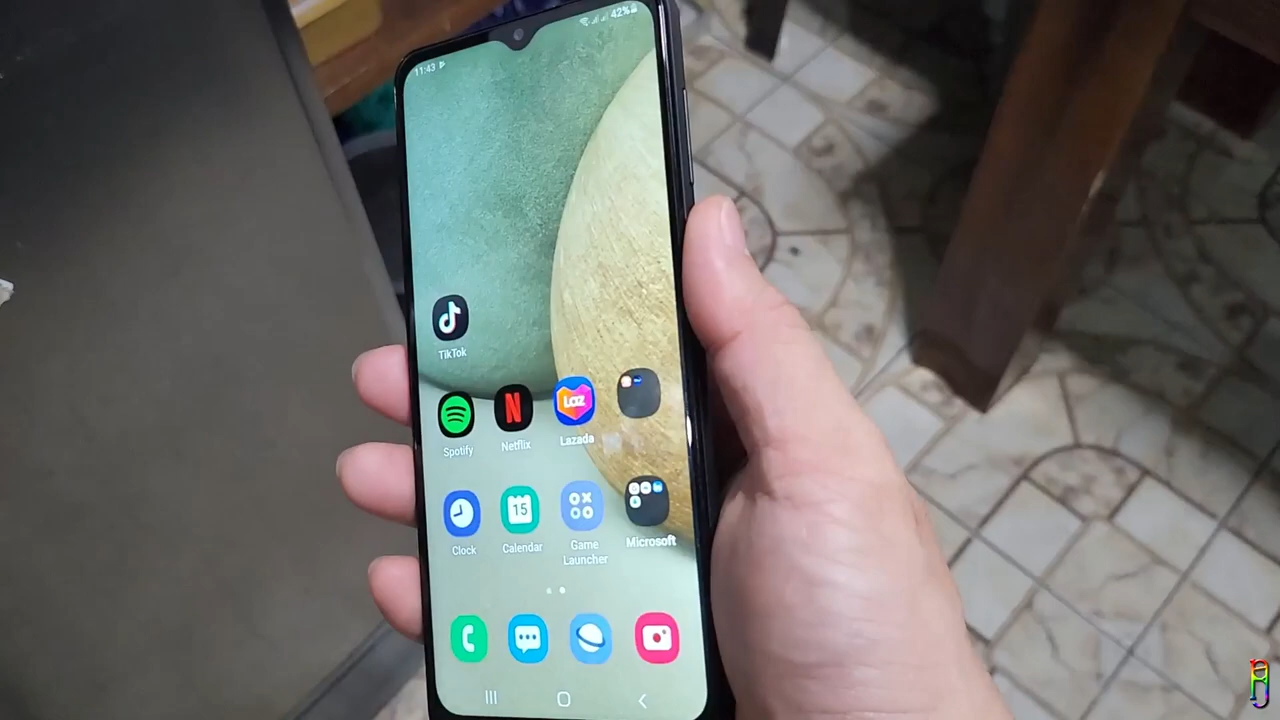 11:43
42%
TikTok
Laz
Spotify
Netflix
Lazada
15
Clock
Calendar
Game
Launcher
Microsoft